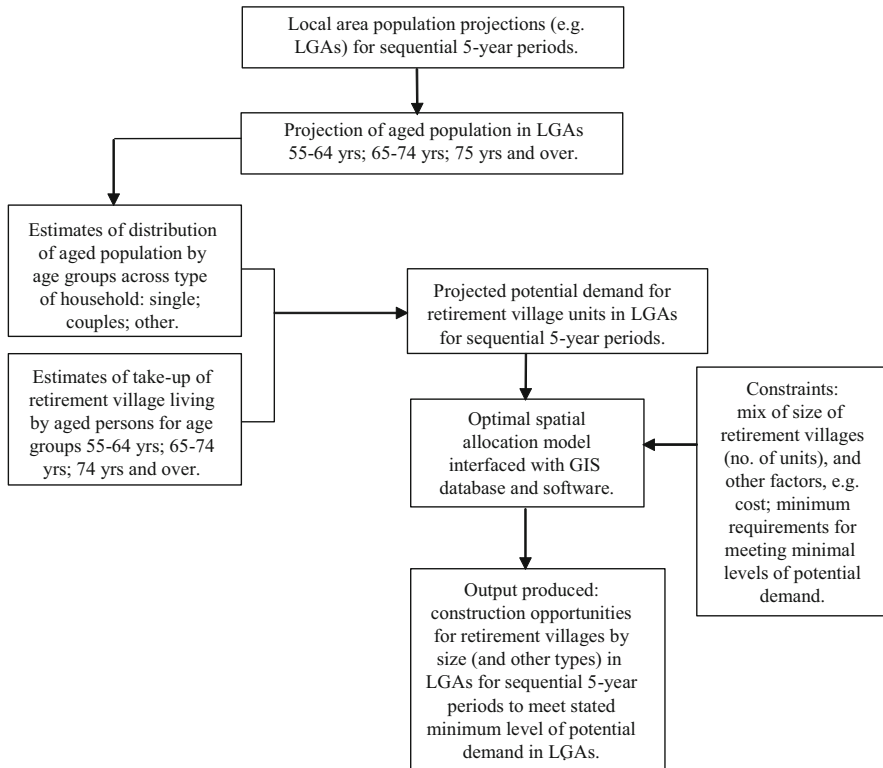 Local area population projections (e.g.
LGAs) for sequential 5-year periods.
Projection of aged population in LGAs
55-64 yrs; 65-74 yrs; 75 yrs and over.
Estimates of distribution
of aged population by
age groups across type
of household: single;
couples; other.
Estimates of take-up of
retirement village living
by aged persons for age
groups 55-64 yrs; 65-74
yrs; 74 yrs and over.
Projected potential demand for
retirement village units in LGAs
for sequential 5-year periods.
Optimal spatial
allocation model
interfaced with GIS
database and software.
Constraints:
mix of size of
retirement villages
(no. of units), and
other factors, e.g.
cost; minimum
requirements for
meeting minimal
levels of potential
demand.
Output produced:
construction opportunities
for retirement villages by
size (and other types) in
LGAs for sequential 5-year
periods to meet stated
minimum level of potential
demand in LGAs.